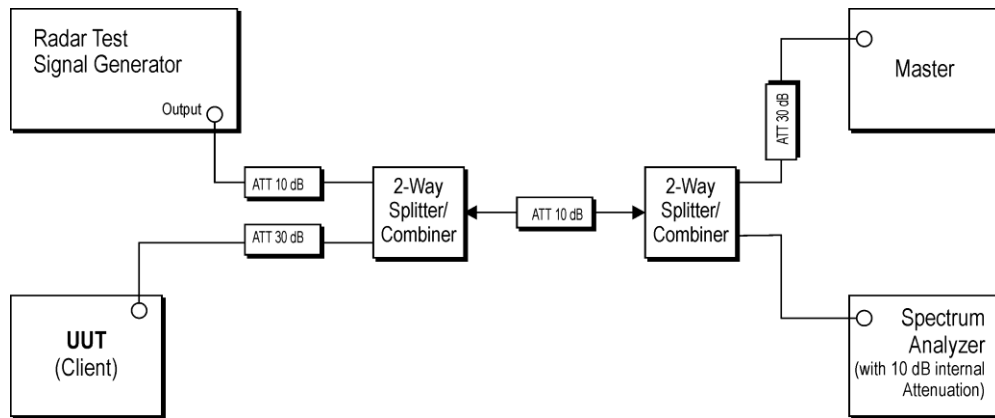 Radar Test
Signal Generator
Output
ATT 10 dB
ATT 30 dB
UUT
(Client)
2-Way
Splitter/
Combiner
ATT 10 dB
2-Way
Splitter/
Combiner
ATT 30 dB
Master
Spectrum
Analyzer
(with 10 dB internal
Attenuation)